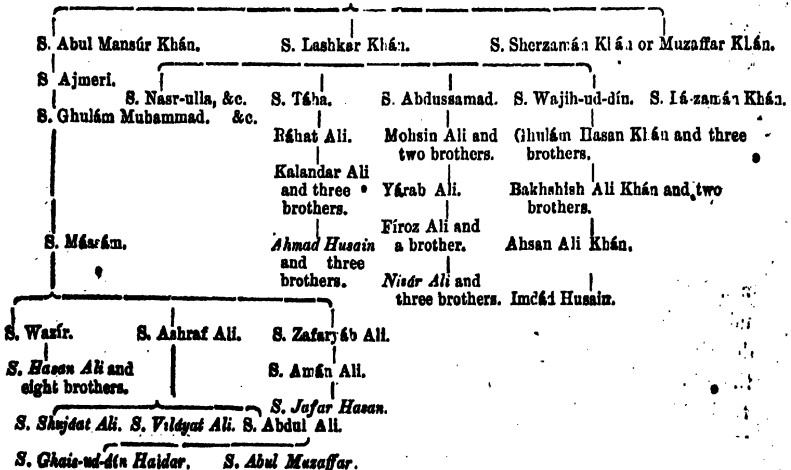 S. Abul Mansúr Khán. S. Lashkar Khán. S. Sherzamán Khán or Muzaffar Khán.
S Ajmeri.
S. Nasr-ulla, &c. S. Táha. S. Abdussamad. S. Wajih-ud-dín. S. Iá-zamán Khán.
S. Ghulám Muhammad. &c.
Ráhat Ali. Mohsin Ali and Ghulám Hasan Khán and three
two brothers. brothers.
Kalandar Ali
and three Yárab Ali. Bakhshish Ali Khán and two
brothers. brothers.
Fíroz Ali and
S. Másúm. Ahmad Husain a brother. Ahsan Ali Khán.
and three
brothers. Nisár Ali and
three brothers. Imdád Husain.
S. Wazír. S. Ashraf Ali. S. Zafaryáb Ali.
S. Hasan Ali and S. Amán Ali.
eight brothers.
S. Jafar Hasan.
S. Shujáat Ali. S. Viláyat Ali. S. Abdul Ali.
S. Ghais-ud-dín Haidar. S. Abul Muzaffar.